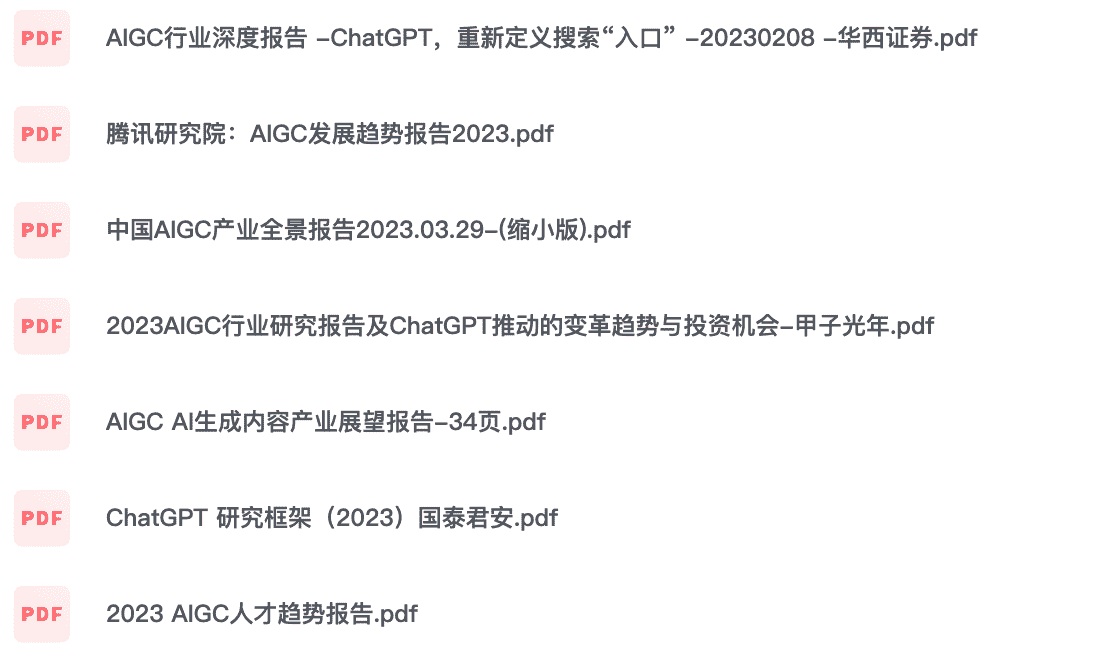 PDF AIGC行业深度报告 -ChatGPT，重新定义搜索“入口” -20230208 -华西证券.pdf
PDF 腾讯研究院：AIGC发展趋势报告2023.pdf
PDF 中国AIGC产业全景报告2023.03.29-(缩小版).pdf
PDF 2023AIGC行业研究报告及ChatGPT推动的变革趋势与投资机会-甲子光年.pdf
PDF AIGC AI生成内容产业展望报告-34页.pdf
PDF ChatGPT 研究框架（2023）国泰君安.pdf
PDF 2023 AIGC人才趋势报告.pdf